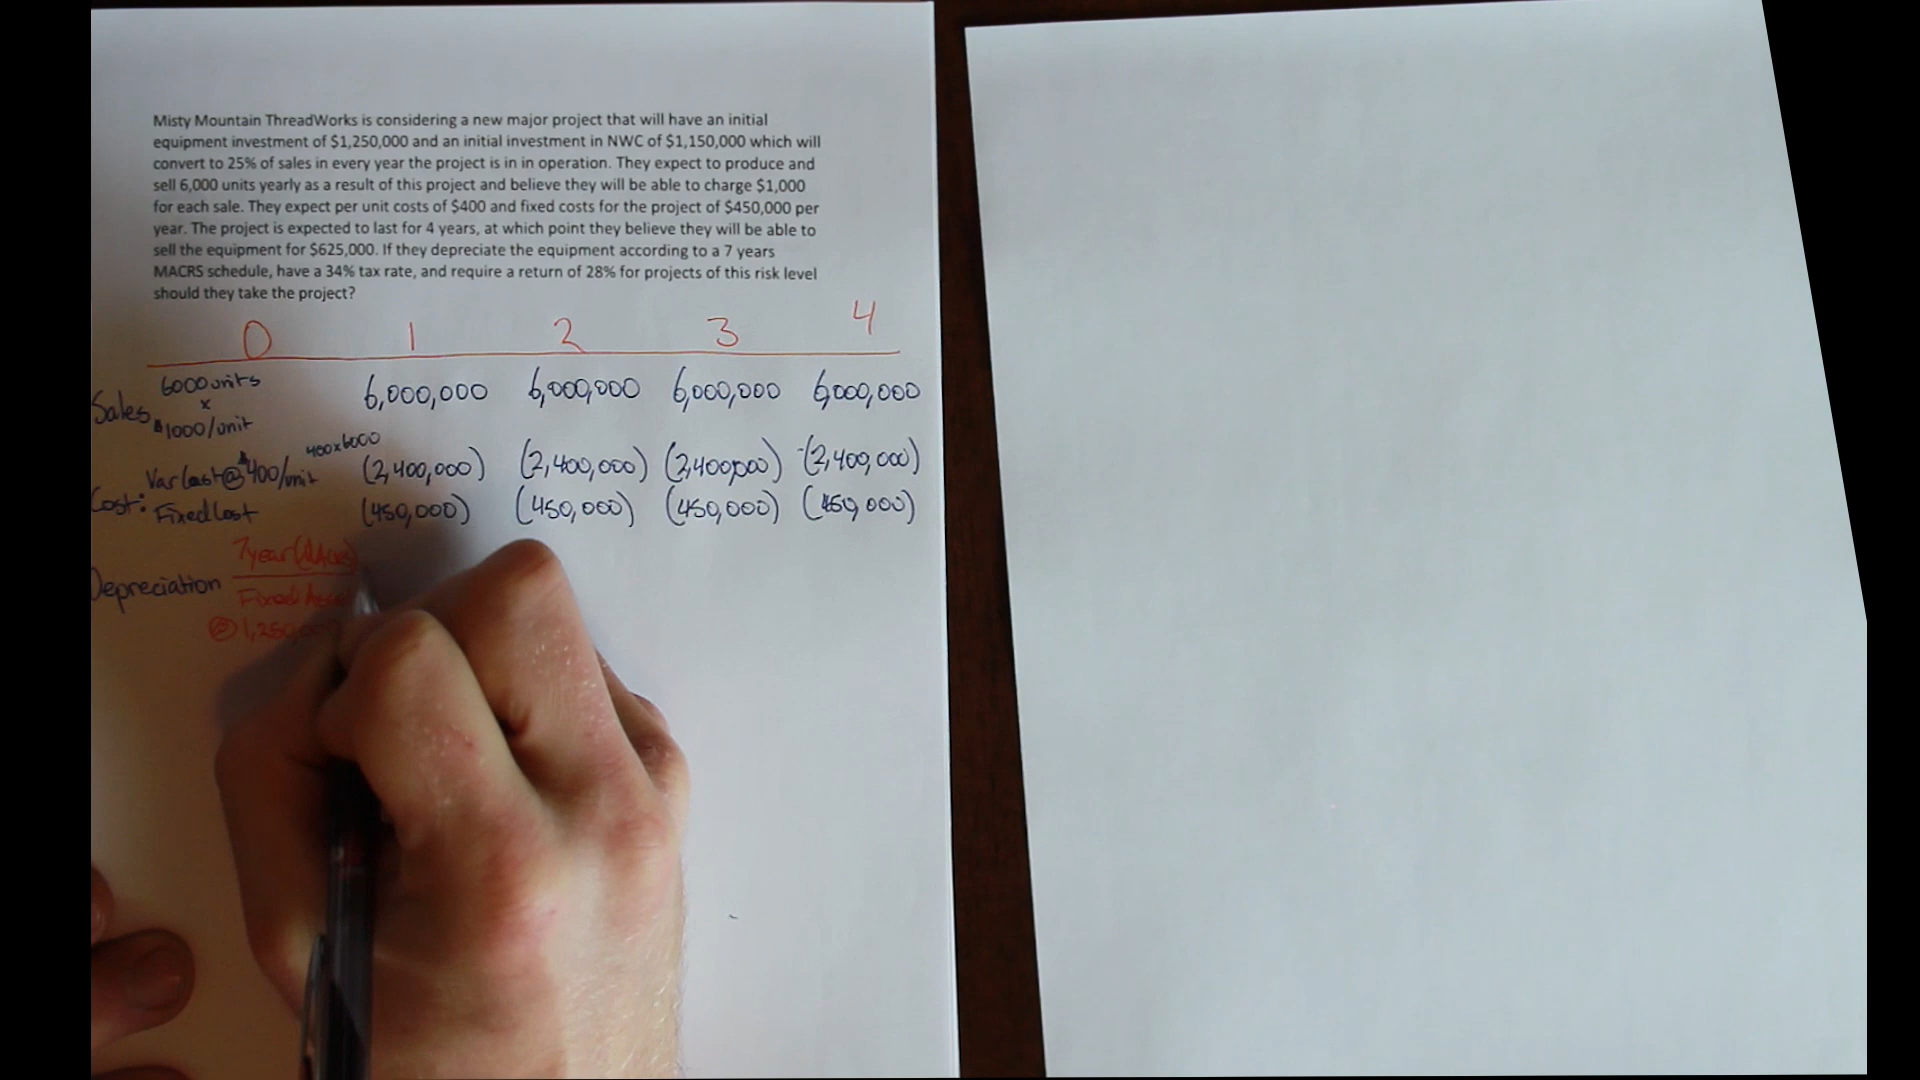 Misty Mountain ThreadWorks is considering a new major project that will have an initial
equipment investment of $1,250,000 and an initial investment in NWC of $1,150,000 which will
convert to 25% of sales in every year the project is in in operation. They expect to produce and
sell 6,000 units yearly as a result of this project and believe they will be able to charge $1,000
for each sale. They expect per unit costs of $400 and fixed costs for the project of $450,000 per
year. The project is expected to last for 4 years, at which point they believe they will be able to
sell the equipment for $625,000. If they depreciate the equipment according to a 7 years
MACRS schedule, have a 34% tax rate, and require a return of 28% for projects of this risk level
should they take the project?
0 1 2 3 4
6000 units
x
Sales $1000/unit 6,000,000 6,000,000 6,000,000 6,000,000
400x6000
Var Cost @ $400/unit (2,400,000) (2,400,000) (2,400,000) (2,400,000)
Cost: Fixed Cost (450,000) (450,000) (450,000) (450,000)
7year (MACRS)
Depreciation Fixed